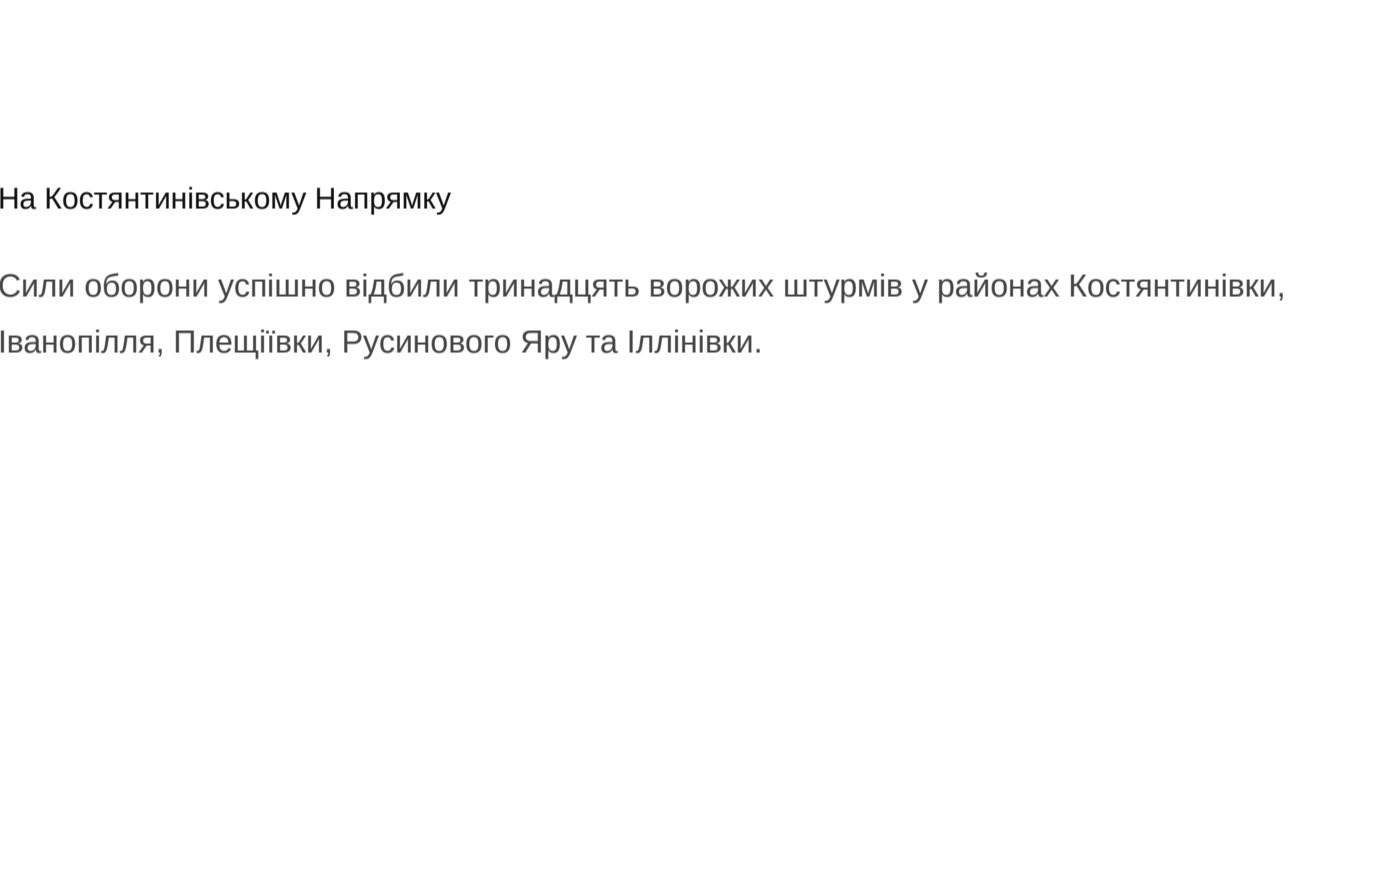 На Костянтинівському Напрямку
Сили оборони успішно відбили тринадцять ворожих штурмів у районах Костянтинівки,
Іванопілля, Плещіївки, Русинового Яру та Іллінівки.